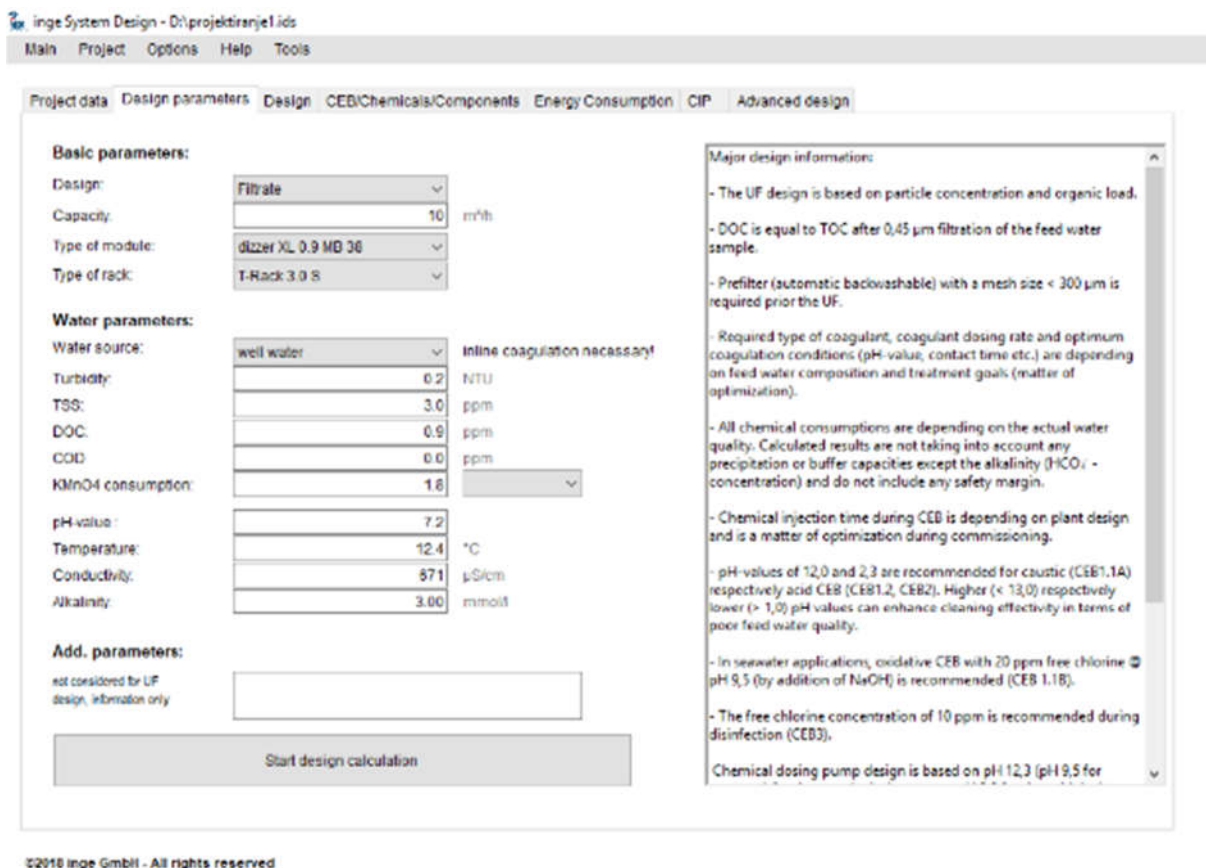 inge System Design - D:\projektiranje1.ids
Main Project Options Help Tools
Project data Design parameters Design CEB/Chemicals/Components Energy Consumption CIP Advanced design
Basic parameters:
Design: Filtrate
Capacity: 10 m³/h
Type of module: dizzer XL 0.9 MB 36
Type of rack: T-Rack 3.0 S
Water parameters:
Water source: well water inline coagulation necessary!
Turbidity: 0.2 NTU
TSS: 3.0 ppm
DOC: 0.9 ppm
COD 0.0 ppm
KMnO4 consumption: 1.8
pH-value : 7.2
Temperature: 12.4 °C
Conductivity: 671 µS/cm
Alkalinity: 3.00 mmol/l
Add. parameters:
not considered for UF
design, information only
Start design calculation
Major design information:
- The UF design is based on particle concentration and organic load.
- DOC is equal to TOC after 0,45 µm filtration of the feed water
sample.
- Prefilter (automatic backwashable) with a mesh size < 300 µm is
required prior the UF.
- Required type of coagulant, coagulant dosing rate and optimum
coagulation conditions (pH-value, contact time etc.) are depending
on feed water composition and treatment goals (matter of
optimization).
- All chemical consumptions are depending on the actual water
quality. Calculated results are not taking into account any
precipitation or buffer capacities except the alkalinity (HCO₃⁻ -
concentration) and do not include any safety margin.
- Chemical injection time during CEB is depending on plant design
and is a matter of optimization during commissioning.
- pH-values of 12,0 and 2,3 are recommended for caustic (CEB1.1A)
respectively acid CEB (CEB1.2, CEB2). Higher (< 13,0) respectively
lower (> 1,0) pH values can enhance cleaning effectivity in terms of
poor feed water quality.
- In seawater applications, oxidative CEB with 20 ppm free chlorine @
pH 9,5 (by addition of NaOH) is recommended (CEB 1.1B).
- The free chlorine concentration of 10 ppm is recommended during
disinfection (CEB3).
Chemical dosing pump design is based on pH 12,3 (pH 9,5 for
©2018 inge GmbH - All rights reserved